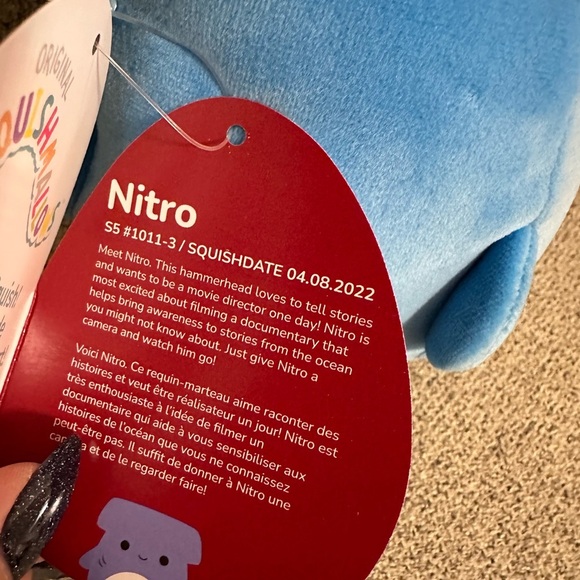 ORIGINAL
Nitro
S5 #1011-3 / SQUISHDATE 04.08.2022
Meet Nitro. This hammerhead loves to tell stories
and wants to be a movie director one day! Nitro is
most excited about filming a documentary that
helps bring awareness to stories from the ocean
you might not know about. Just give Nitro a
camera and watch him go!
Voici Nitro. Ce requin-marteau aime raconter des
histoires et veut être réalisateur un jour! Nitro est
très enthousiaste à l'idée de filmer un
documentaire qui aide à vous sensibiliser aux
histoires de l'océan que vous ne connaissez
peut-être pas. Il suffit de donner à Nitro une
et de le regarder faire!